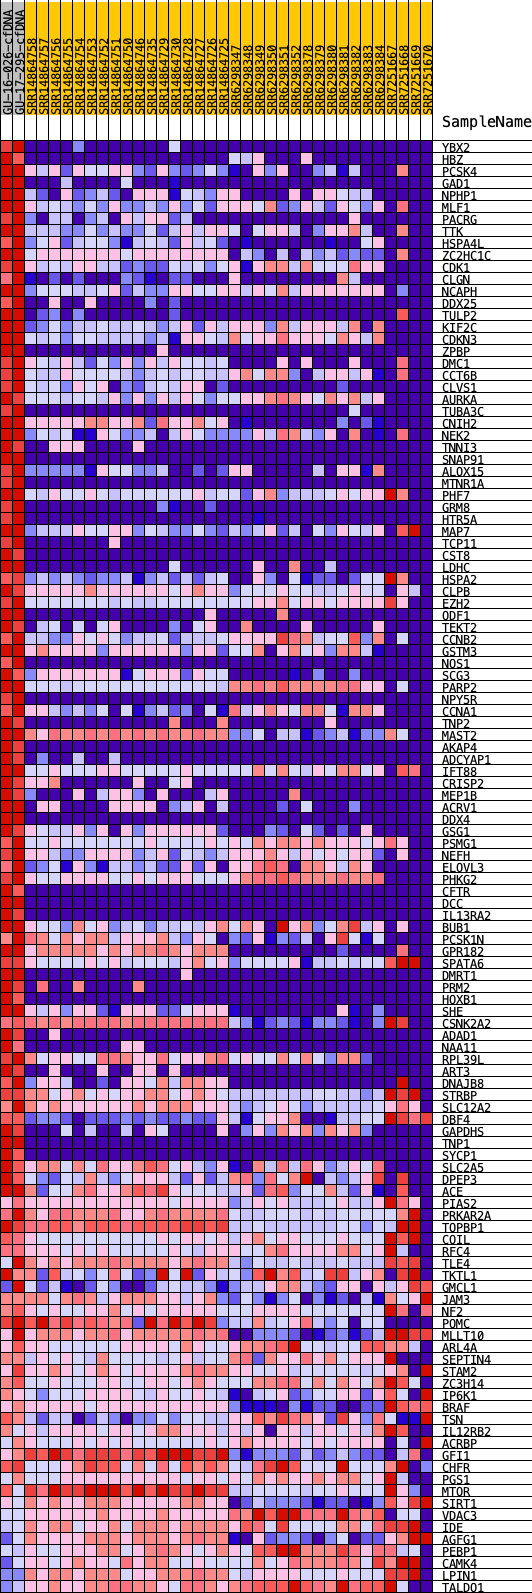 GU-16-026-cfDNA
GU-17-295-cfDNA
SRR14864758
SRR14864757
SRR14864756
SRR14864755
SRR14864754
SRR14864753
SRR14864752
SRR14864751
SRR14864750
SRR14864746
SRR14864735
SRR14864729
SRR14864730
SRR14864728
SRR14864727
SRR14864726
SRR14864725
SRR6298347
SRR6298348
SRR6298349
SRR6298350
SRR6298351
SRR6298352
SRR6298378
SRR6298379
SRR6298380
SRR6298381
SRR6298382
SRR6298383
SRR6298384
SRR7251667
SRR7251668
SRR7251669
SRR7251670
SampleName
YBX2
HBZ
PCSK4
GAD1
NPHP1
MLF1
PACRG
TTK
HSPA4L
ZC2HC1C
CDK1
CLGN
NCAPH
DDX25
TULP2
KIF2C
CDKN3
ZPBP
DMC1
CCT6B
CLVS1
AURKA
TUBA3C
CNIH2
NEK2
TNNI3
SNAP91
ALOX15
MTNR1A
PHF7
GRM8
HTR5A
MAP7
TCP11
CST8
LDHC
HSPA2
CLPB
EZH2
ODF1
TEKT2
CCNB2
GSTM3
NOS1
SCG3
PARP2
NPY5R
CCNA1
TNP2
MAST2
AKAP4
ADCYAP1
IFT88
CRISP2
MEP1B
ACRV1
DDX4
GSG1
PSMG1
NEFH
ELOVL3
PHKG2
CFTR
DCC
IL13RA2
BUB1
PCSK1N
GPR182
SPATA6
DMRT1
PRM2
HOXB1
SHE
CSNK2A2
ADAD1
NAA11
RPL39L
ART3
DNAJB8
STRBP
SLC12A2
DBF4
GAPDHS
TNP1
SYCP1
SLC2A5
DPEP3
ACE
PIAS2
PRKAR2A
TOPBP1
COIL
RFC4
TLE4
TKTL1
GMCL1
JAM3
NF2
POMC
MLLT10
ARL4A
SEPTIN4
STAM2
ZC3H14
IP6K1
BRAF
TSN
IL12RB2
ACRBP
GFI1
CHFR
PGS1
MTOR
SIRT1
VDAC3
IDE
AGFG1
PEBP1
CAMK4
LPIN1
TALDO1